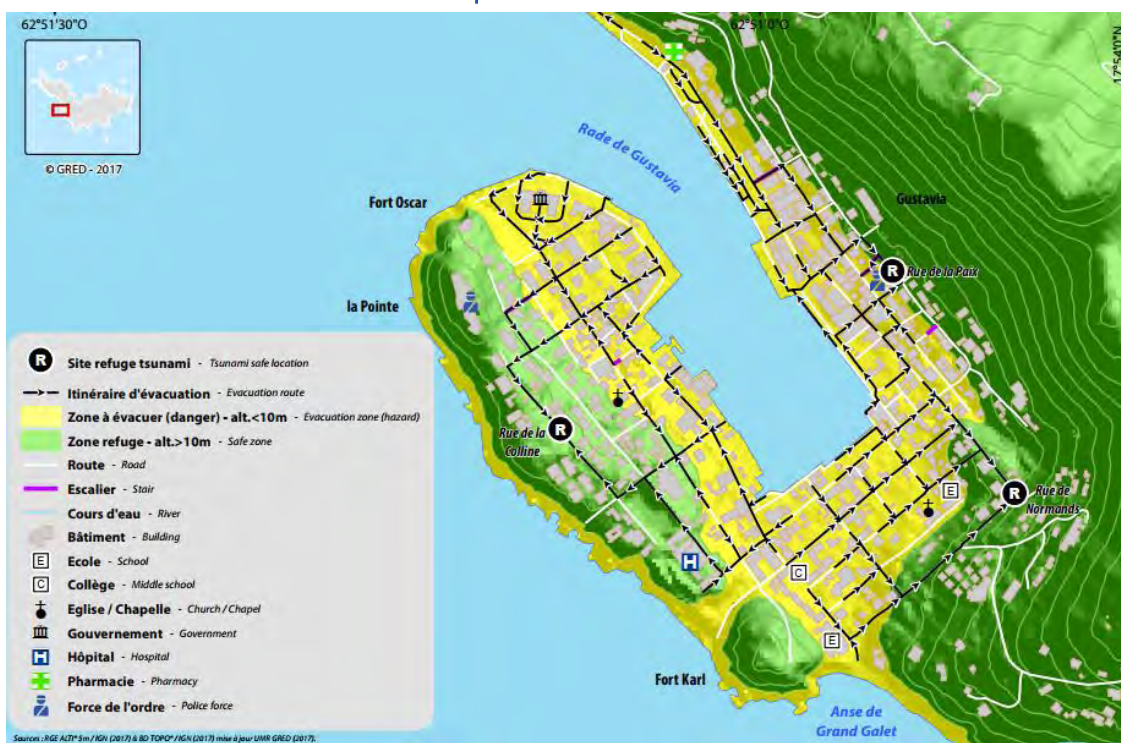 62°51'30"O
62°51'0"O
17°54'0"N
© GRED - 2017
Rade de Gustavia
Fort Oscar
Gustavia
R
Rue de la Paix
la Pointe
R
Rue de la
Colline
E
R
Rue de
Normands
H
C
E
Fort Karl
Anse de
Grand Galet
R Site refuge tsunami - Tsunami safe location
Itinéraire d'évacuation - Evacuation route
Zone à évacuer (danger) - alt.<10m - Evacuation zone (hazard)
Zone refuge - alt.>10m - Safe zone
Route - Road
Escalier - Stair
Cours d'eau - River
Bâtiment - Building
E Ecole - School
C Collège - Middle school
Eglise / Chapelle - Church / Chapel
Gouvernement - Government
H Hôpital - Hospital
Pharmacie - Pharmacy
Force de l'ordre - Police force
Sources : RGE ALTI® 5m / IGN (2017) & BD TOPO® / IGN (2017) mise à jour UMR GRED (2017).